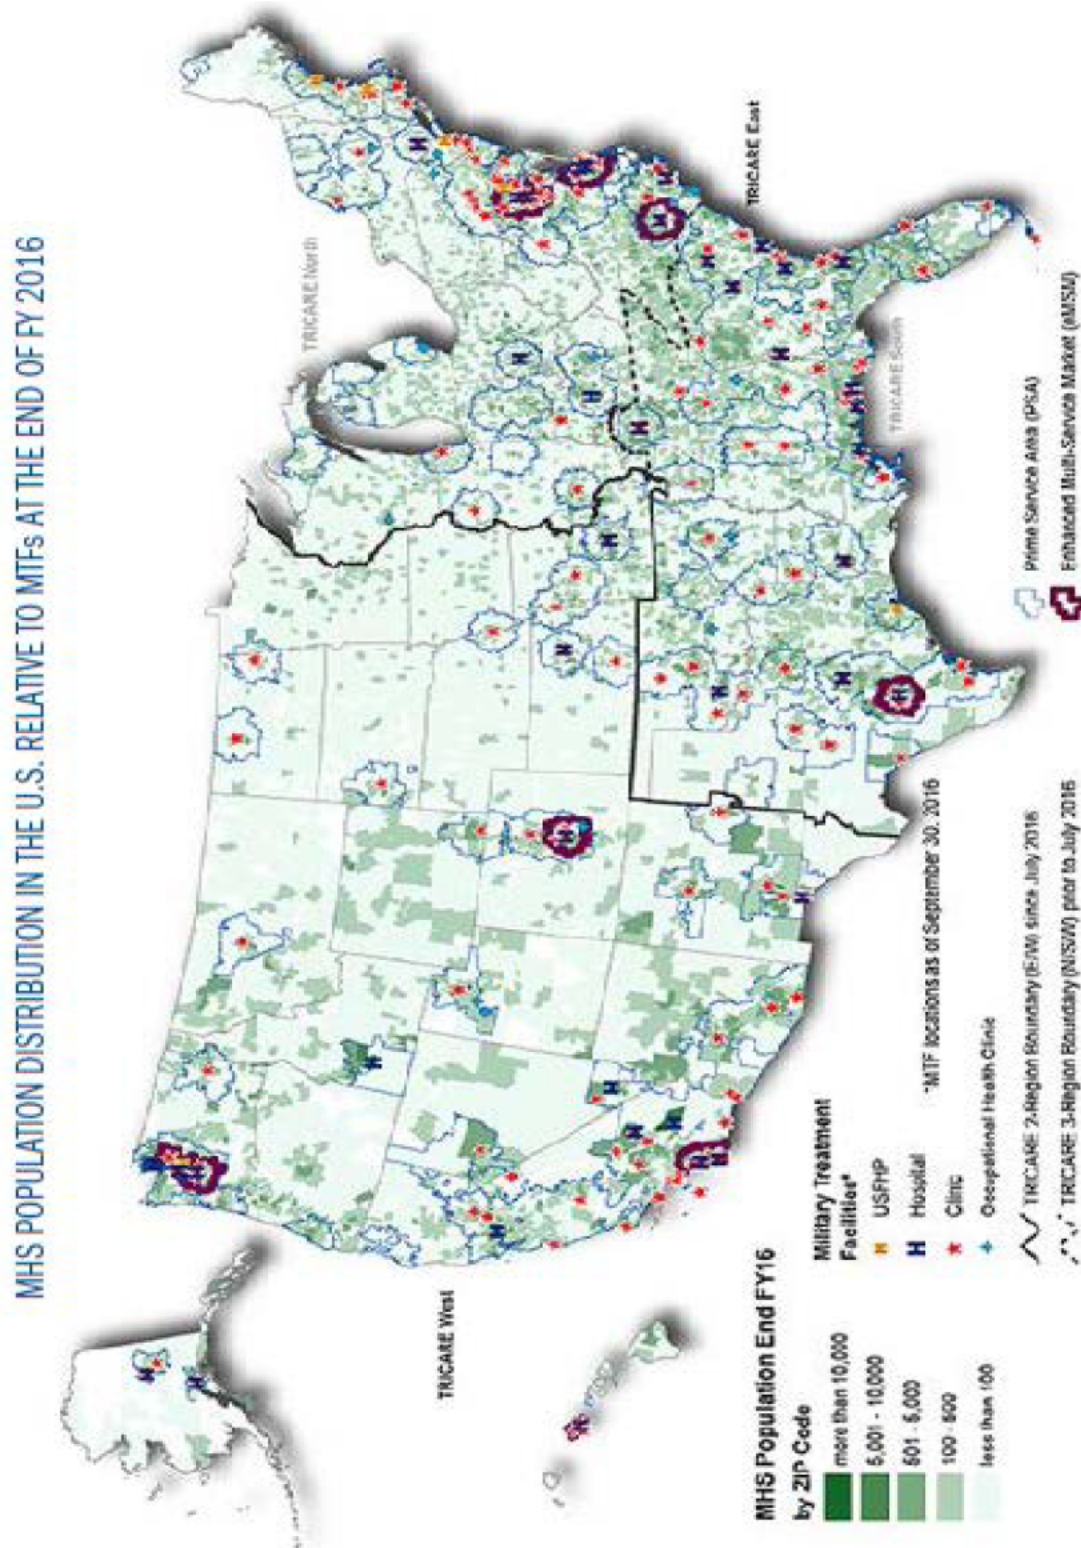 MHS POPULATION DISTRIBUTION IN THE U.S. RELATIVE TO MTFs AT THE END OF FY 2016
TRICARE North
TRICARE East
TRICARE South
TRICARE West
MHS Population End FY16
by ZIP Code
more than 10,000
5,001 - 10,000
501 - 5,000
100 - 500
less than 100
Military Treatment
Facilities*
USFHP
Hospital
Clinic
Occupational Health Clinic
*MTF locations as of September 30, 2016
TRICARE 2-Region Boundary (E/W) since July 2016
TRICARE 3-Region Boundary (N/S/W) prior to July 2016
Prime Service Area (PSA)
Enhanced Multi-Service Market (eMSM)